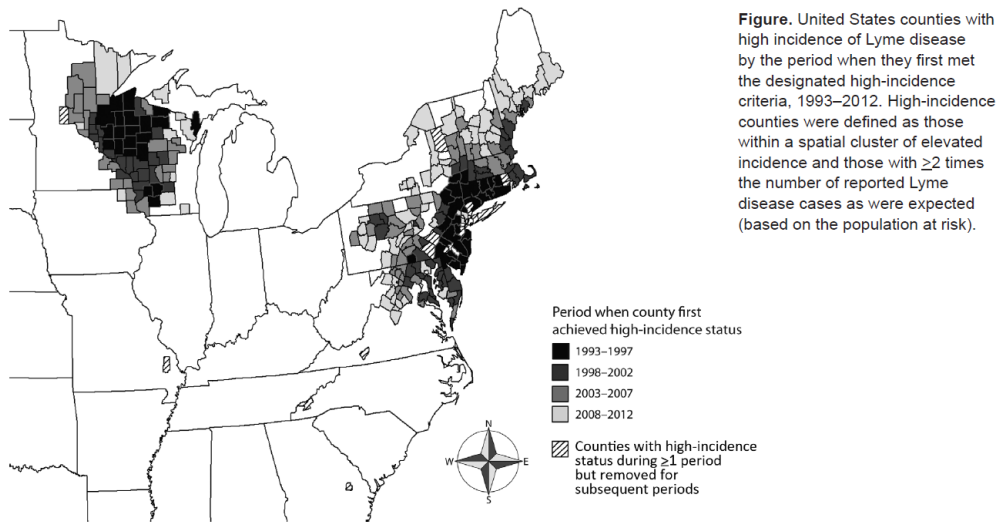 Figure. United States counties with
high incidence of Lyme disease
by the period when they first met
the designated high-incidence
criteria, 1993–2012. High-incidence
counties were defined as those
within a spatial cluster of elevated
incidence and those with ≥2 times
the number of reported Lyme
disease cases as were expected
(based on the population at risk).
Period when county first
achieved high-incidence status
1993–1997
1998–2002
2003–2007
2008–2012
Counties with high-incidence
status during ≥1 period
but removed for
subsequent periods
N
W
E
S